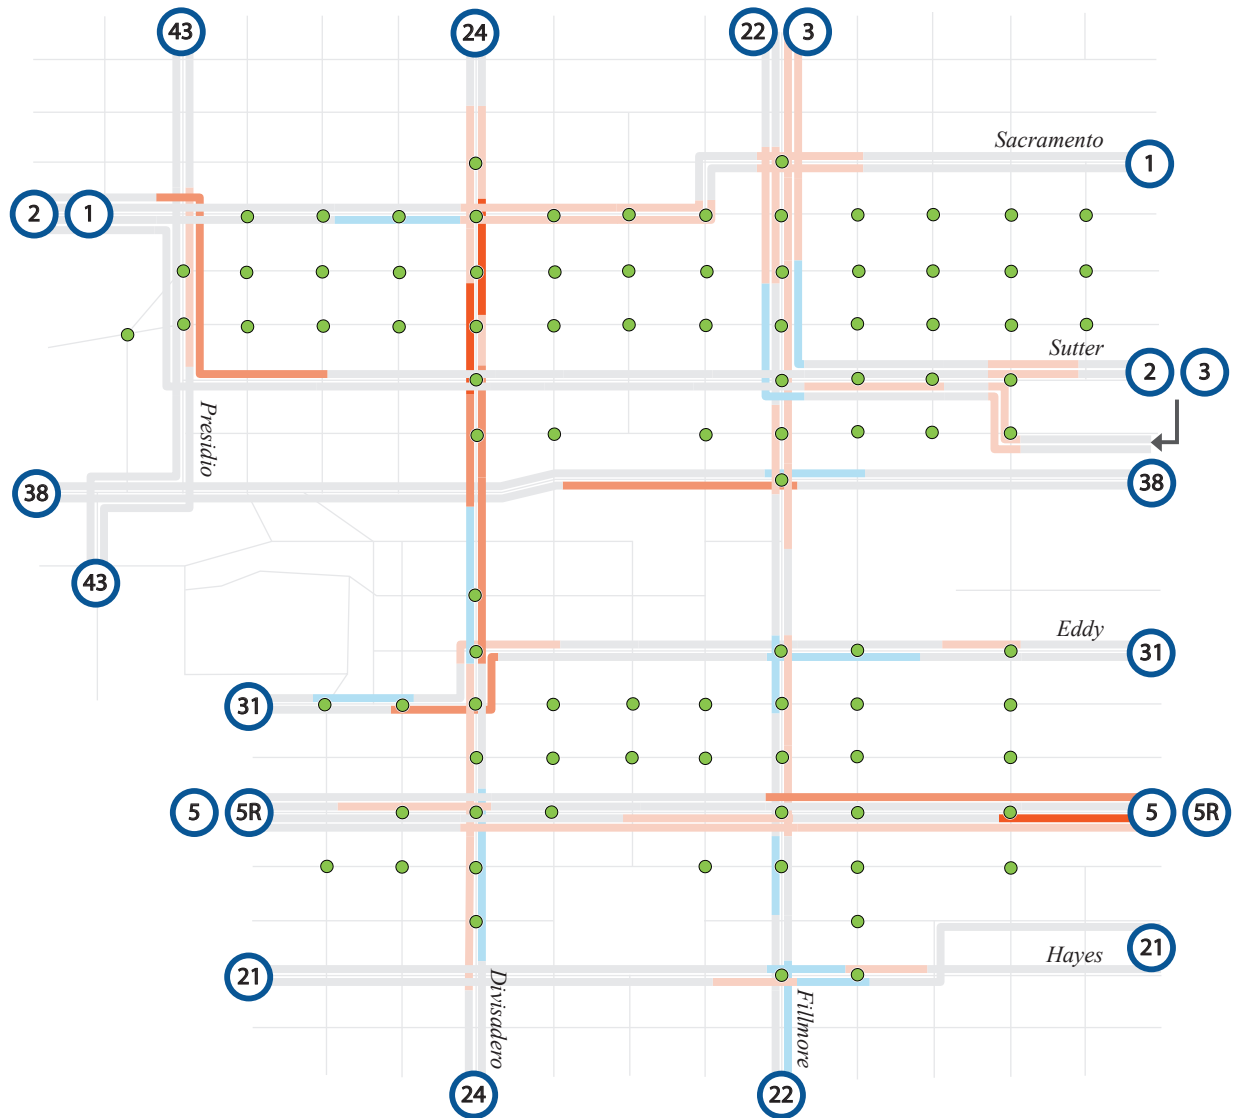 43
24
22 3
Sacramento
1
2 1
Sutter
2 3
Presidio
38
38
43
Eddy
31
31
5 5R
5 5R
21
Hayes
21
Divisadero
Fillmore
24
22